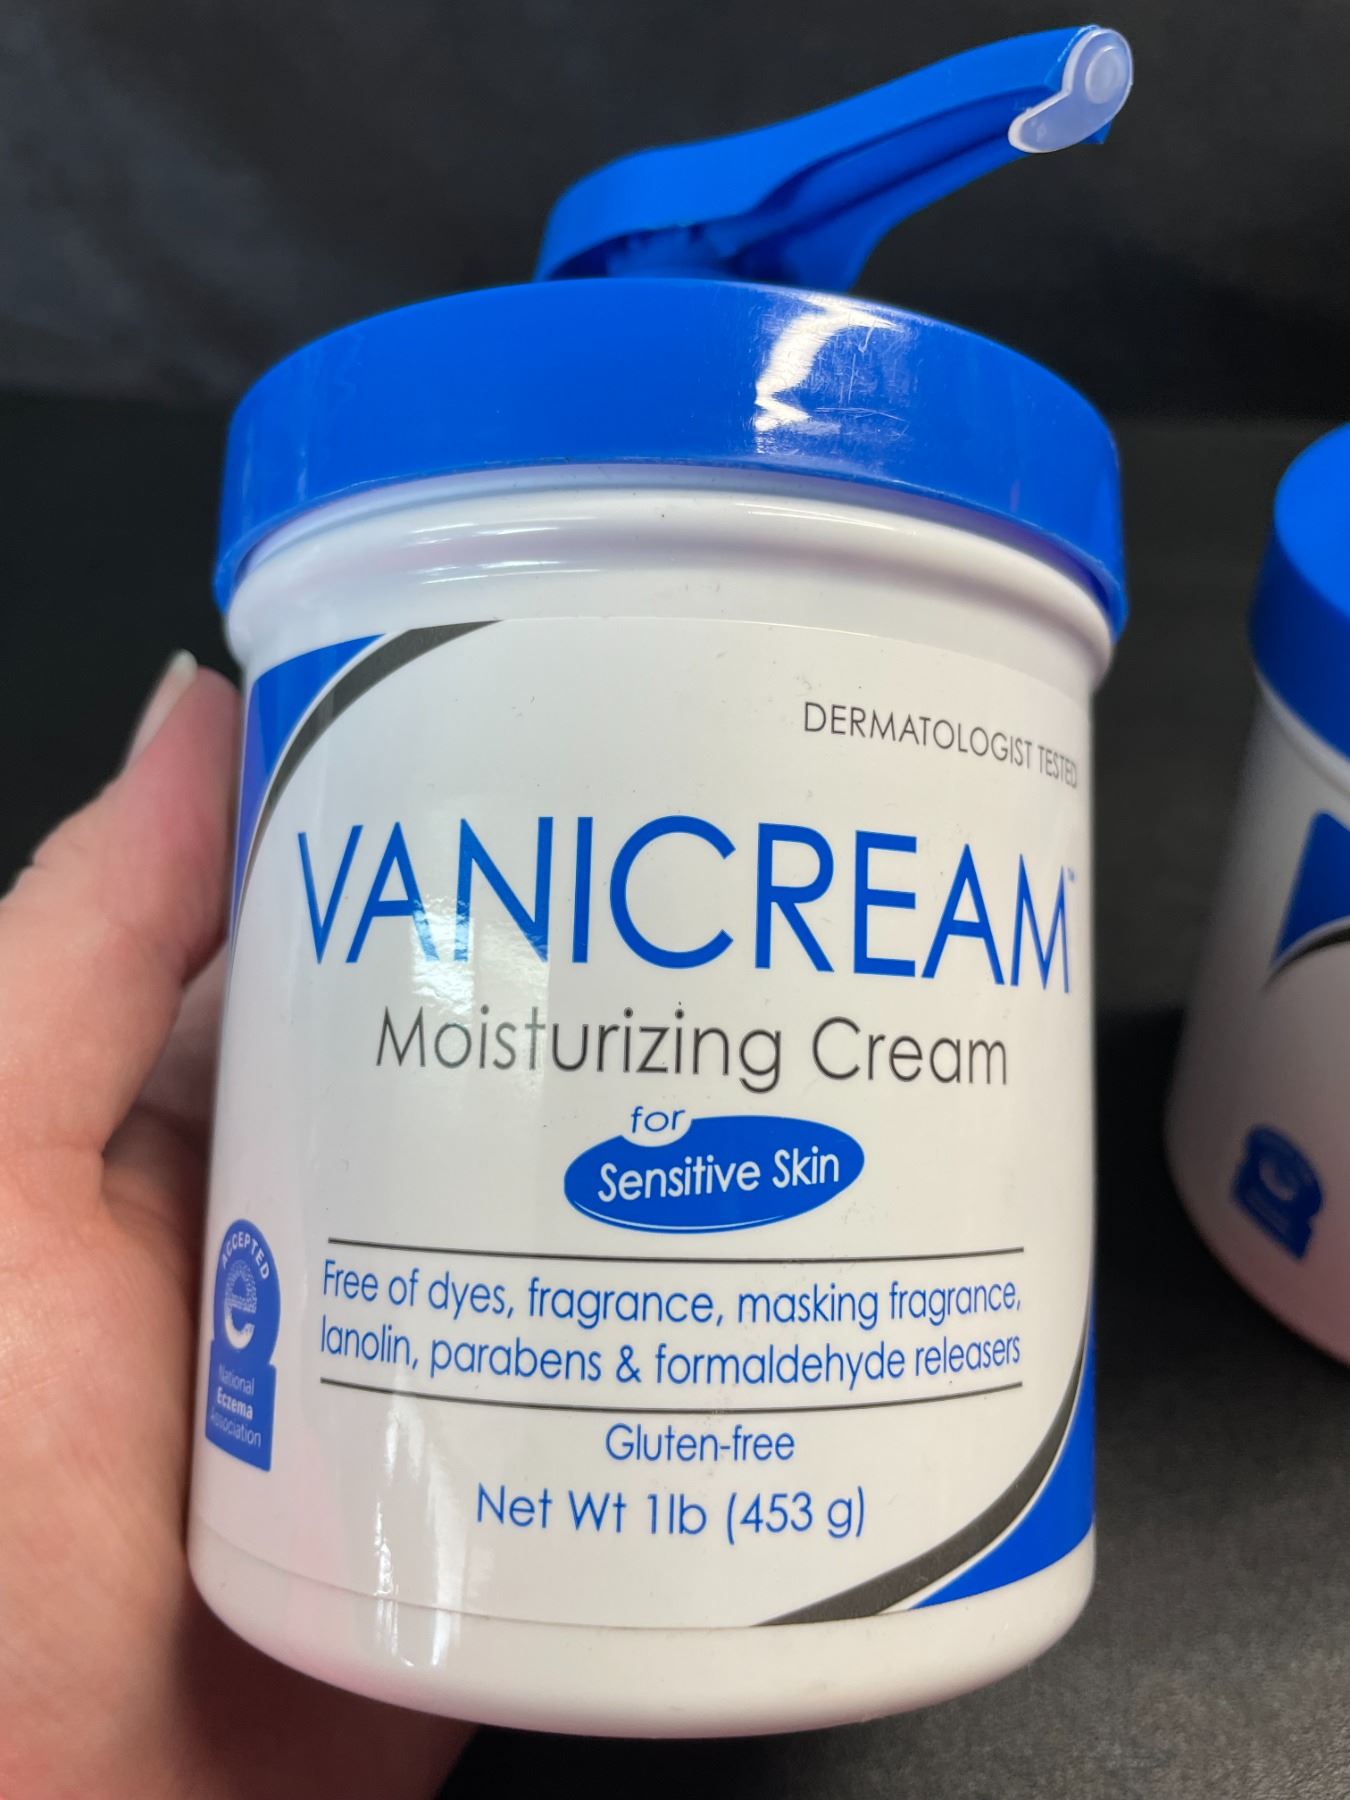 DERMATOLOGIST TESTED
VANICREAM™
Moisturizing Cream
for
Sensitive Skin
Free of dyes, fragrance, masking fragrance,
lanolin, parabens & formaldehyde releasers
Gluten-free
Net Wt 1lb (453 g)
ACCEPTED
e
National
Eczema
Association